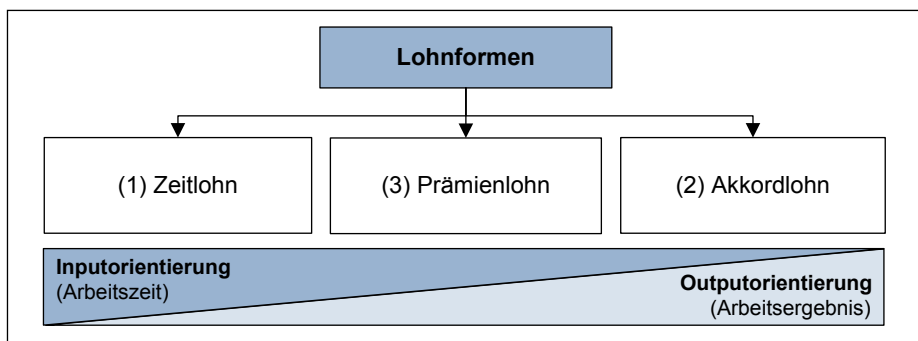 Lohnformen
(1) Zeitlohn
(3) Prämienlohn
(2) Akkordlohn
Inputorientierung
(Arbeitszeit)
Outputorientierung
(Arbeitsergebnis)